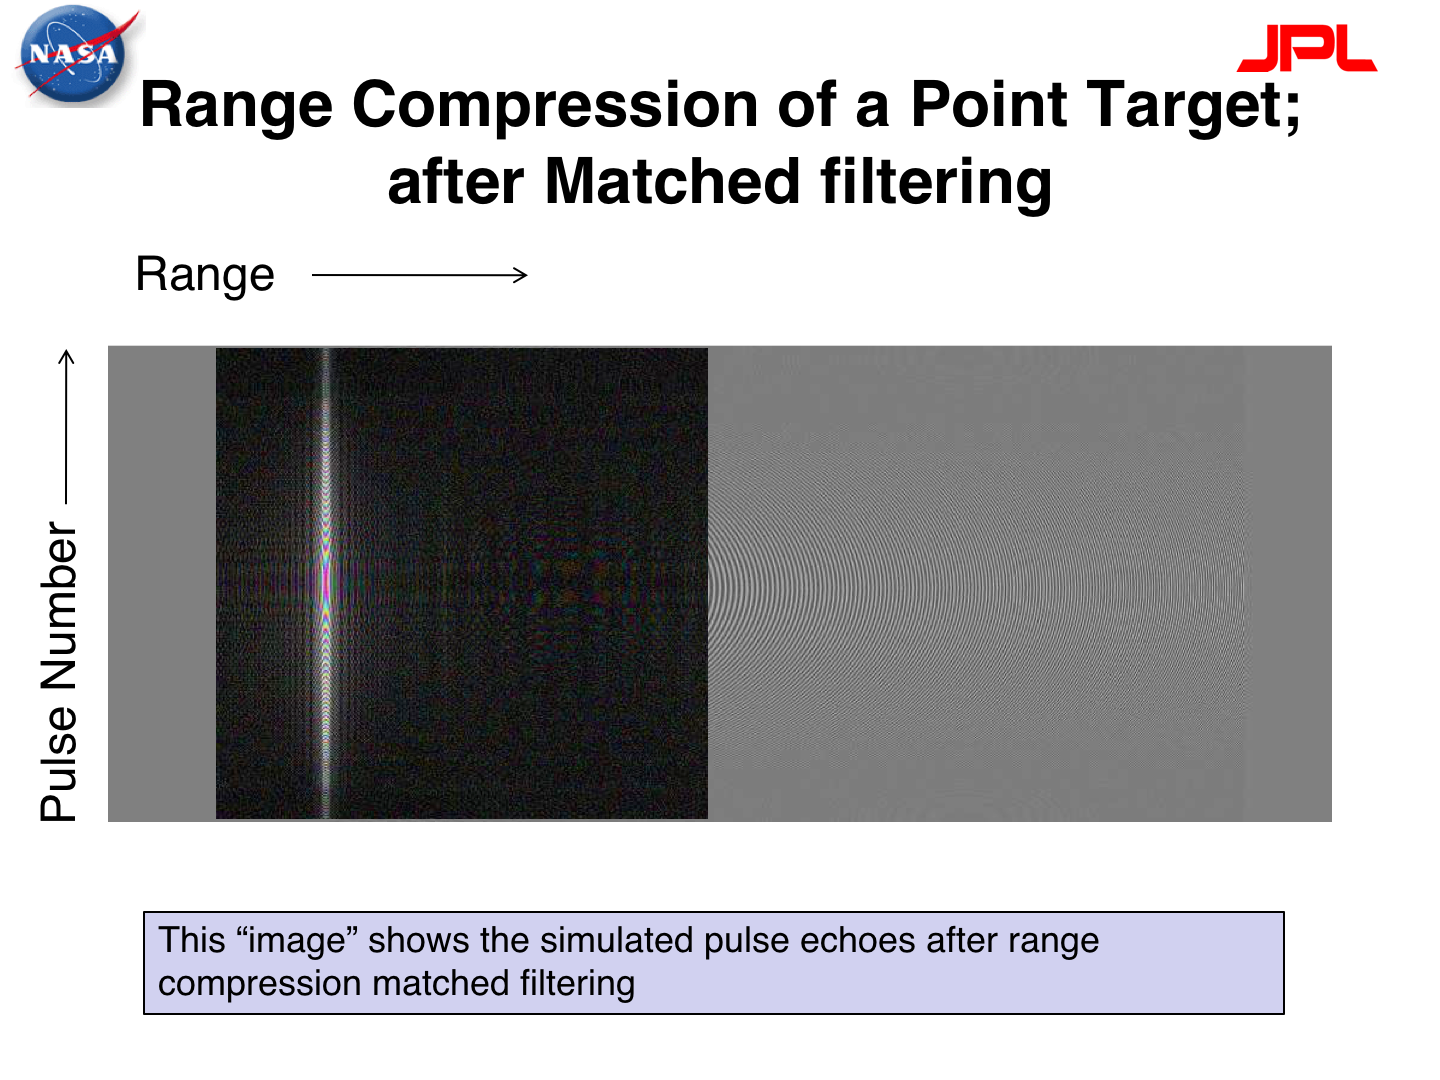 NASA
JPL
Range Compression of a Point Target;
after Matched filtering
Range
Pulse Number
This “image” shows the simulated pulse echoes after range
compression matched filtering